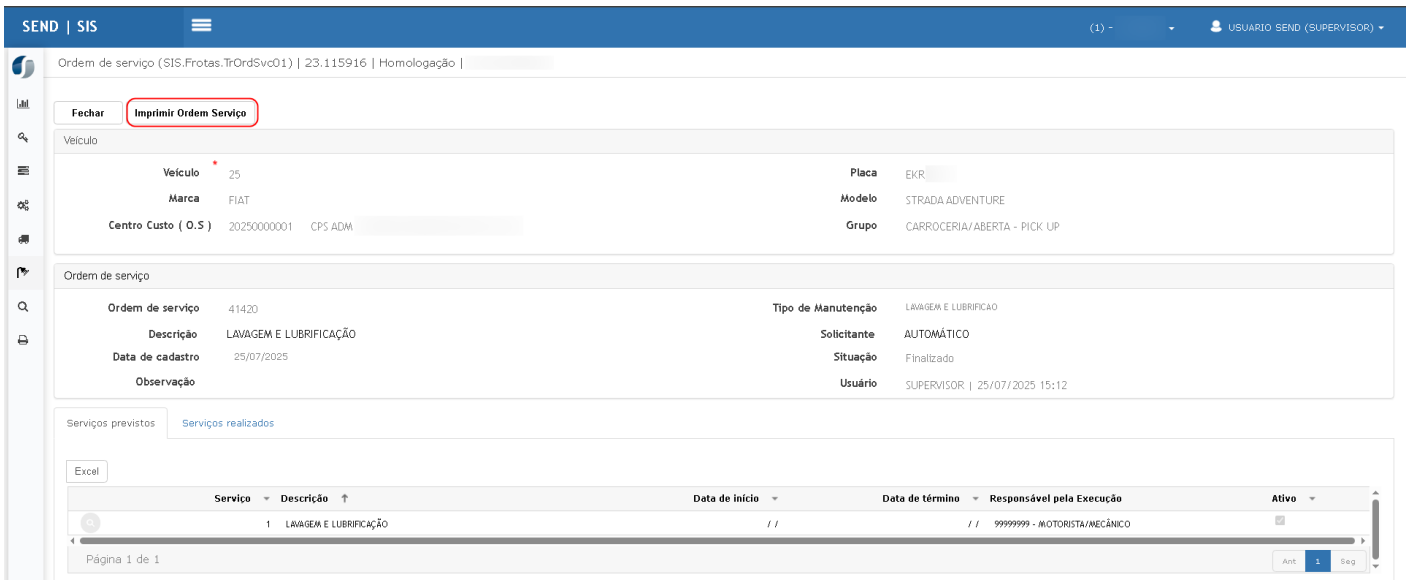 SEND | SIS
(1) -
USUARIO SEND (SUPERVISOR)
Ordem de serviço (SIS.Frotas.TrOrdSvc01) | 23.115916 | Homologação |
Fechar Imprimir Ordem Serviço
Veículo
Veículo * 25 Placa EKR
Marca FIAT Modelo STRADA ADVENTURE
Centro Custo ( O.S ) 20250000001 CPS ADM Grupo CARROCERIA/ABERTA - PICK UP
Ordem de serviço
Ordem de serviço 41420 Tipo de Manutenção LAVAGEM E LUBRIFICAO
Descrição LAVAGEM E LUBRIFICAÇÃO Solicitante AUTOMÁTICO
Data de cadastro 25/07/2025 Situação Finalizado
Observação Usuário SUPERVISOR | 25/07/2025 15:12
Serviços previstos Serviços realizados
Excel
Serviço Descrição Data de início Data de término Responsável pela Execução Ativo
1 LAVAGEM E LUBRIFICAÇÃO / / / / 99999999 - MOTORISTA/MECÂNICO
Página 1 de 1 Ant 1 Seg